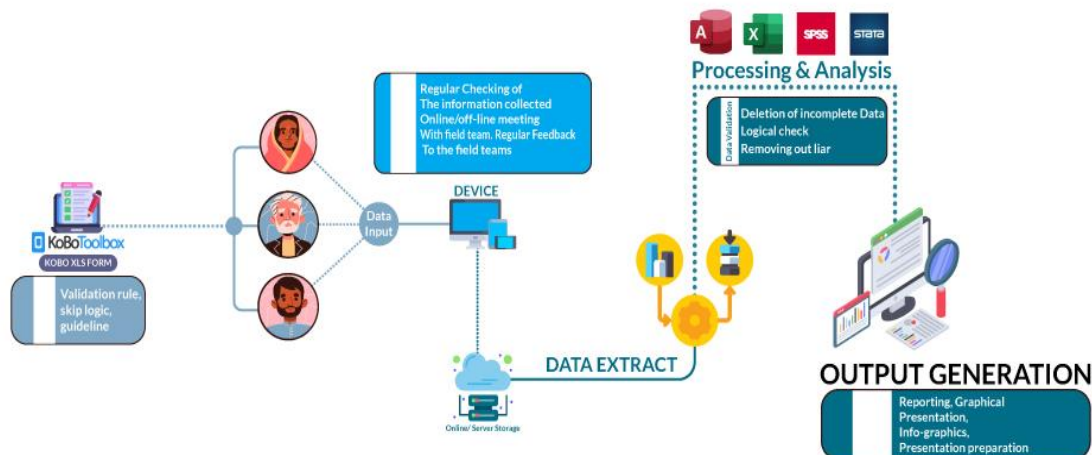 KoBoToolbox
KOBO XLS FORM
Validation rule,
skip logic,
guideline
Data
Input
Regular Checking of
The information collected
Online/off-line meeting
With field team, Regular Feedback
To the field teams
DEVICE
Online/ Server Storage
DATA EXTRACT
A
X
SPSS
STATA
Processing & Analysis
Data Validation
Deletion of incomplete Data
Logical check
Removing out liar
OUTPUT GENERATION
Reporting, Graphical
Presentation,
Info-graphics,
Presentation preparation